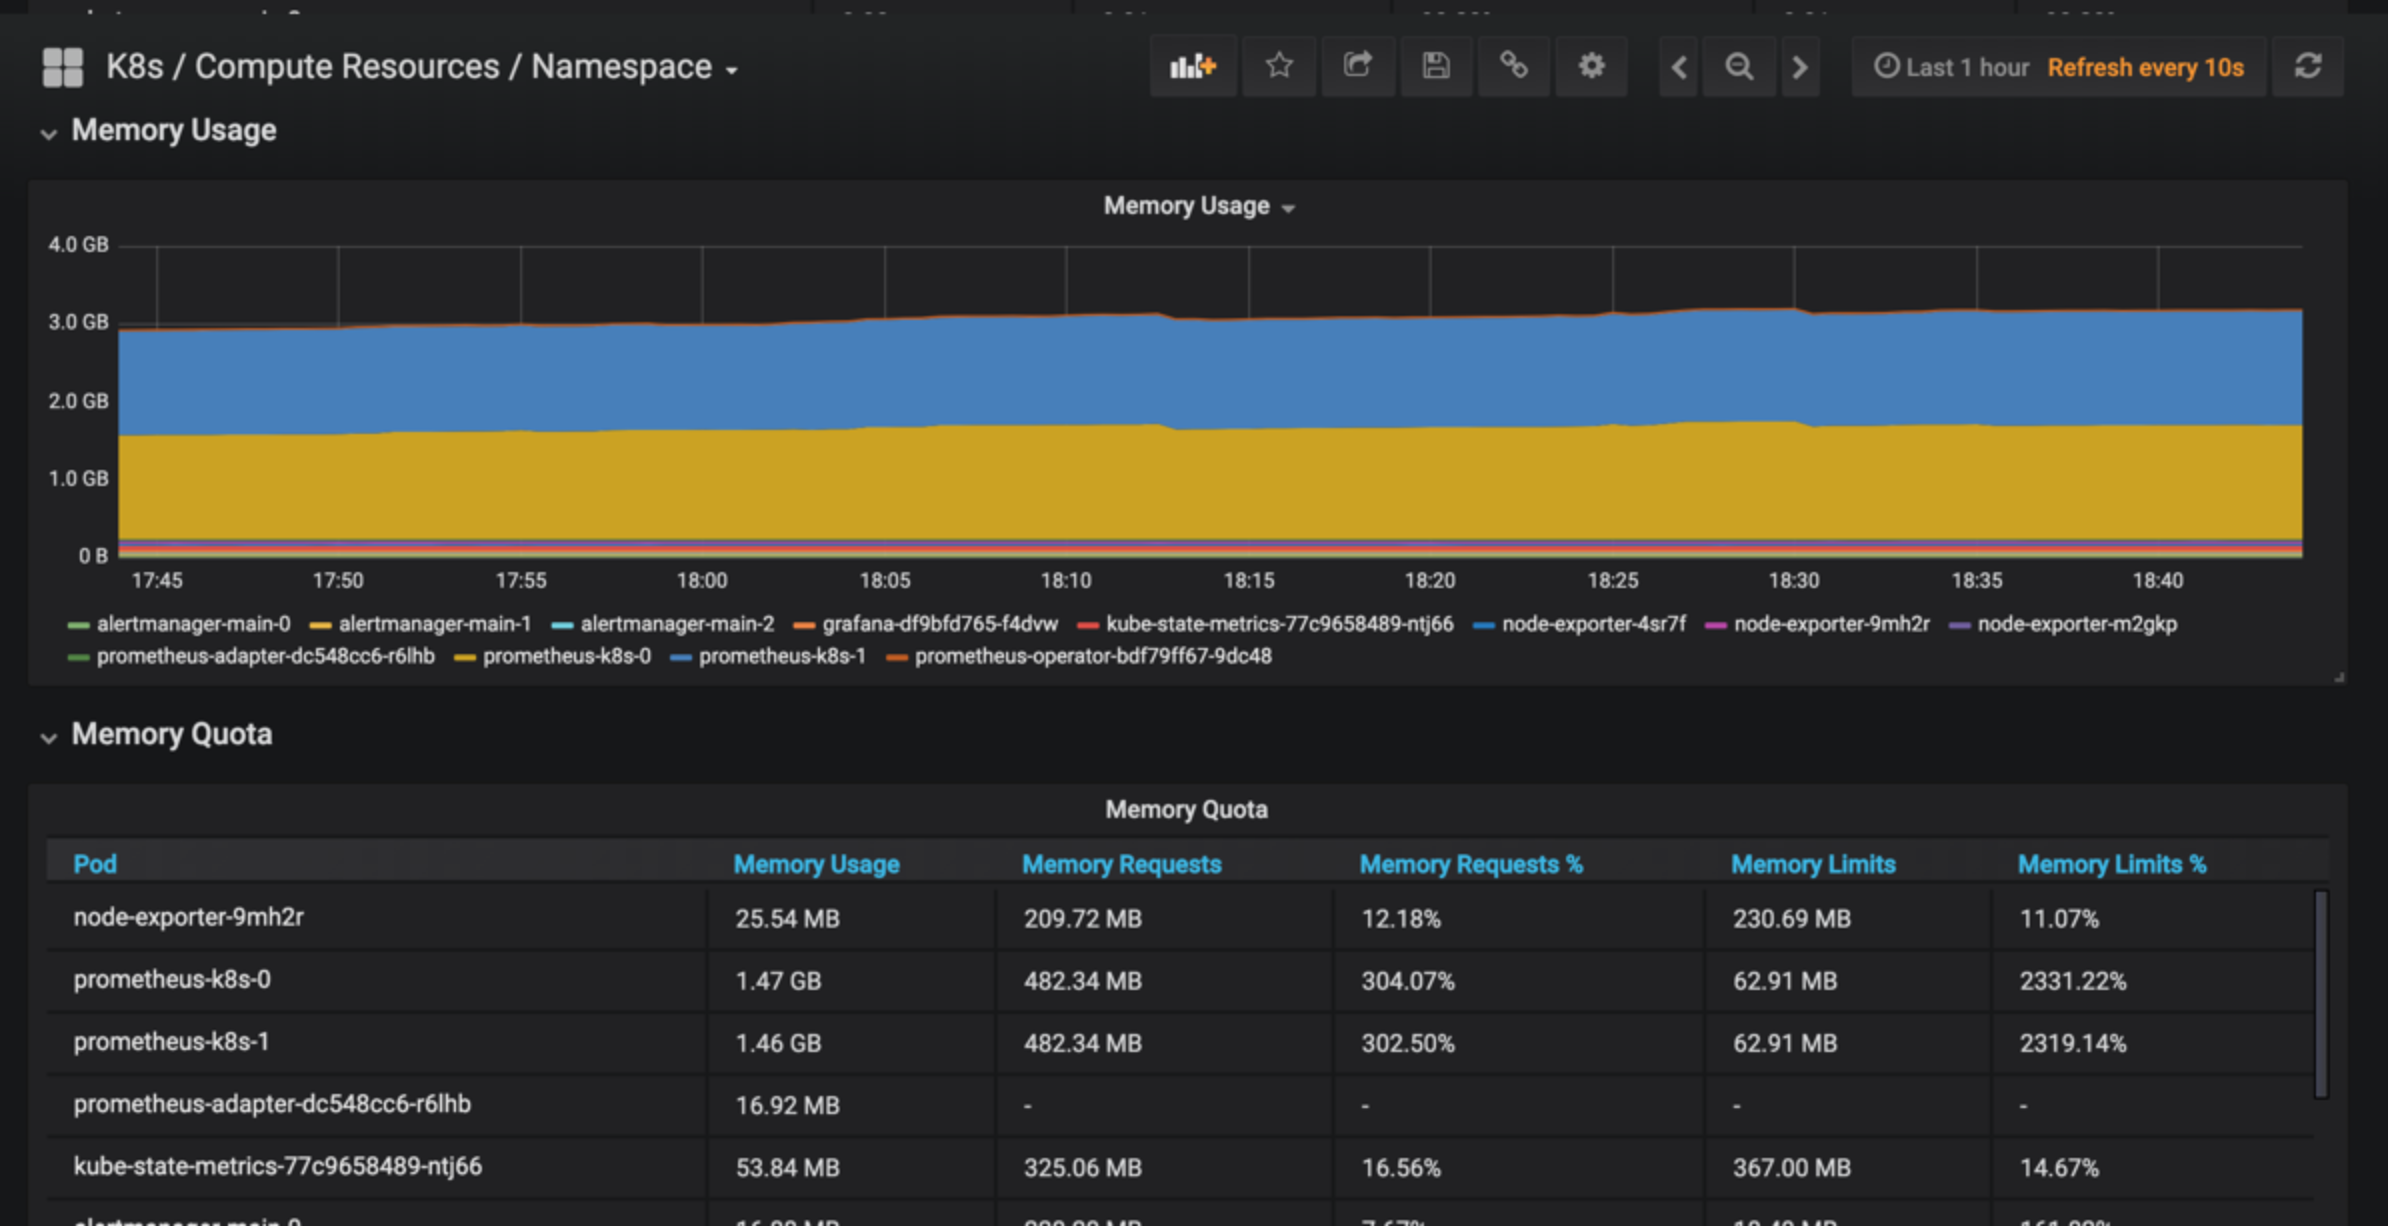 K8s / Compute Resources / Namespace
Last 1 hour Refresh every 10s
Memory Usage
Memory Usage
4.0 GB
3.0 GB
2.0 GB
1.0 GB
0 B
17:45 17:50 17:55 18:00 18:05 18:10 18:15 18:20 18:25 18:30 18:35 18:40
alertmanager-main-0 alertmanager-main-1 alertmanager-main-2 grafana-df9bfd765-f4dvw kube-state-metrics-77c9658489-ntj66 node-exporter-4sr7f node-exporter-9mh2r node-exporter-m2gkp
prometheus-adapter-dc548cc6-r6lhb prometheus-k8s-0 prometheus-k8s-1 prometheus-operator-bdf79ff67-9dc48
Memory Quota
Memory Quota
Pod Memory Usage Memory Requests Memory Requests % Memory Limits Memory Limits %
node-exporter-9mh2r 25.54 MB 209.72 MB 12.18% 230.69 MB 11.07%
prometheus-k8s-0 1.47 GB 482.34 MB 304.07% 62.91 MB 2331.22%
prometheus-k8s-1 1.46 GB 482.34 MB 302.50% 62.91 MB 2319.14%
prometheus-adapter-dc548cc6-r6lhb 16.92 MB - - - -
kube-state-metrics-77c9658489-ntj66 53.84 MB 325.06 MB 16.56% 367.00 MB 14.67%